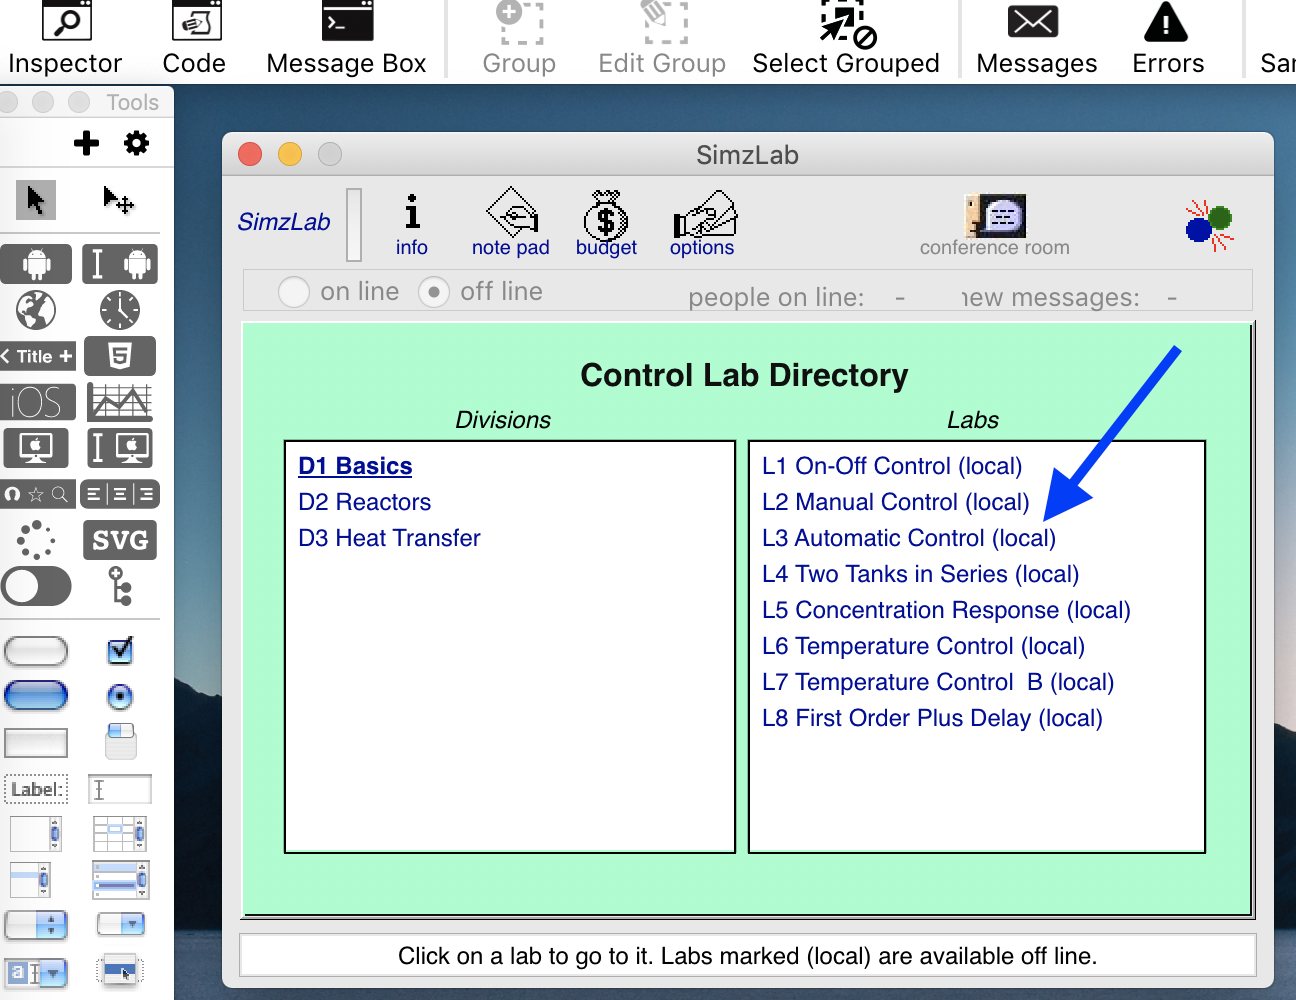 Inspector Code Message Box Group Edit Group Select Grouped Messages Errors
Tools
SimzLab
SimzLab info note pad budget options conference room
on line off line people on line: - new messages: -
Title +
5
iOS
SVG
Label:
a
Control Lab Directory
Divisions Labs
D1 Basics
D2 Reactors
D3 Heat Transfer
L1 On-Off Control (local)
L2 Manual Control (local)
L3 Automatic Control (local)
L4 Two Tanks in Series (local)
L5 Concentration Response (local)
L6 Temperature Control (local)
L7 Temperature Control  B (local)
L8 First Order Plus Delay (local)
Click on a lab to go to it. Labs marked (local) are available off line.